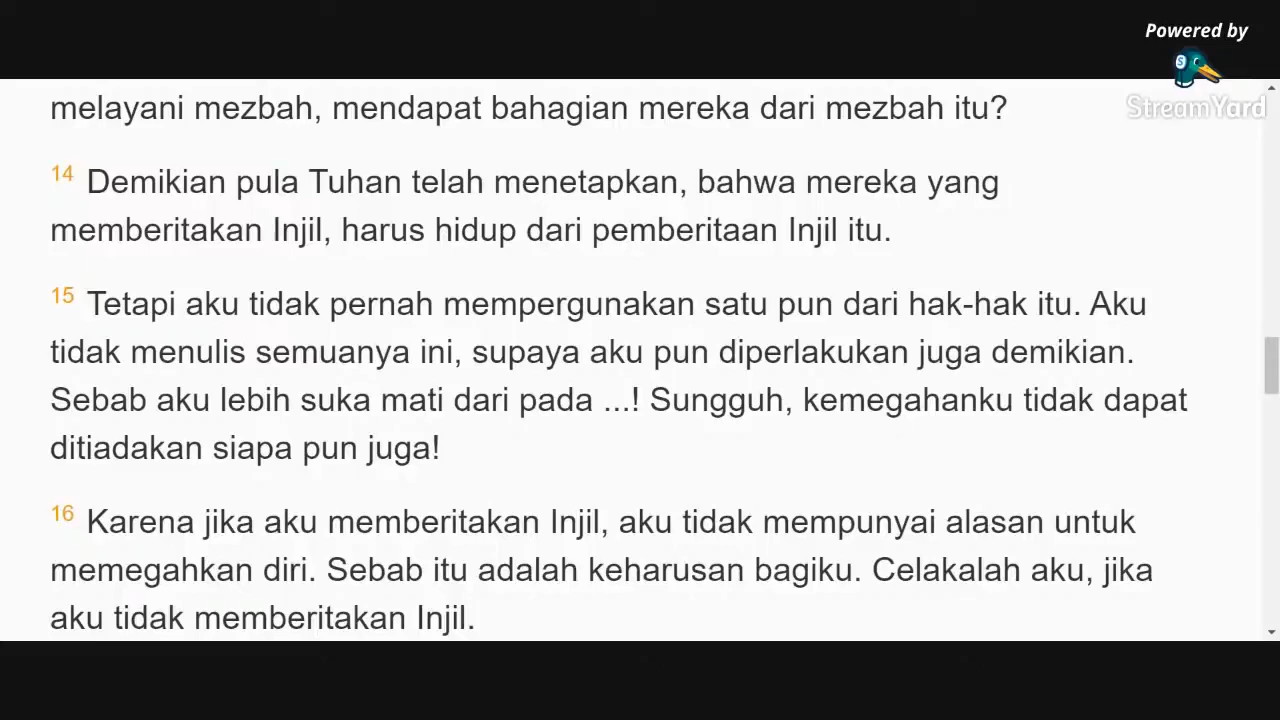 Powered by
StreamYard
melayani mezbah, mendapat bahagian mereka dari mezbah itu?
14 Demikian pula Tuhan telah menetapkan, bahwa mereka yang
memberitakan Injil, harus hidup dari pemberitaan Injil itu.
15 Tetapi aku tidak pernah mempergunakan satu pun dari hak-hak itu. Aku
tidak menulis semuanya ini, supaya aku pun diperlakukan juga demikian.
Sebab aku lebih suka mati dari pada ...! Sungguh, kemegahanku tidak dapat
ditiadakan siapa pun juga!
16 Karena jika aku memberitakan Injil, aku tidak mempunyai alasan untuk
memegahkan diri. Sebab itu adalah keharusan bagiku. Celakalah aku, jika
aku tidak memberitakan Injil.